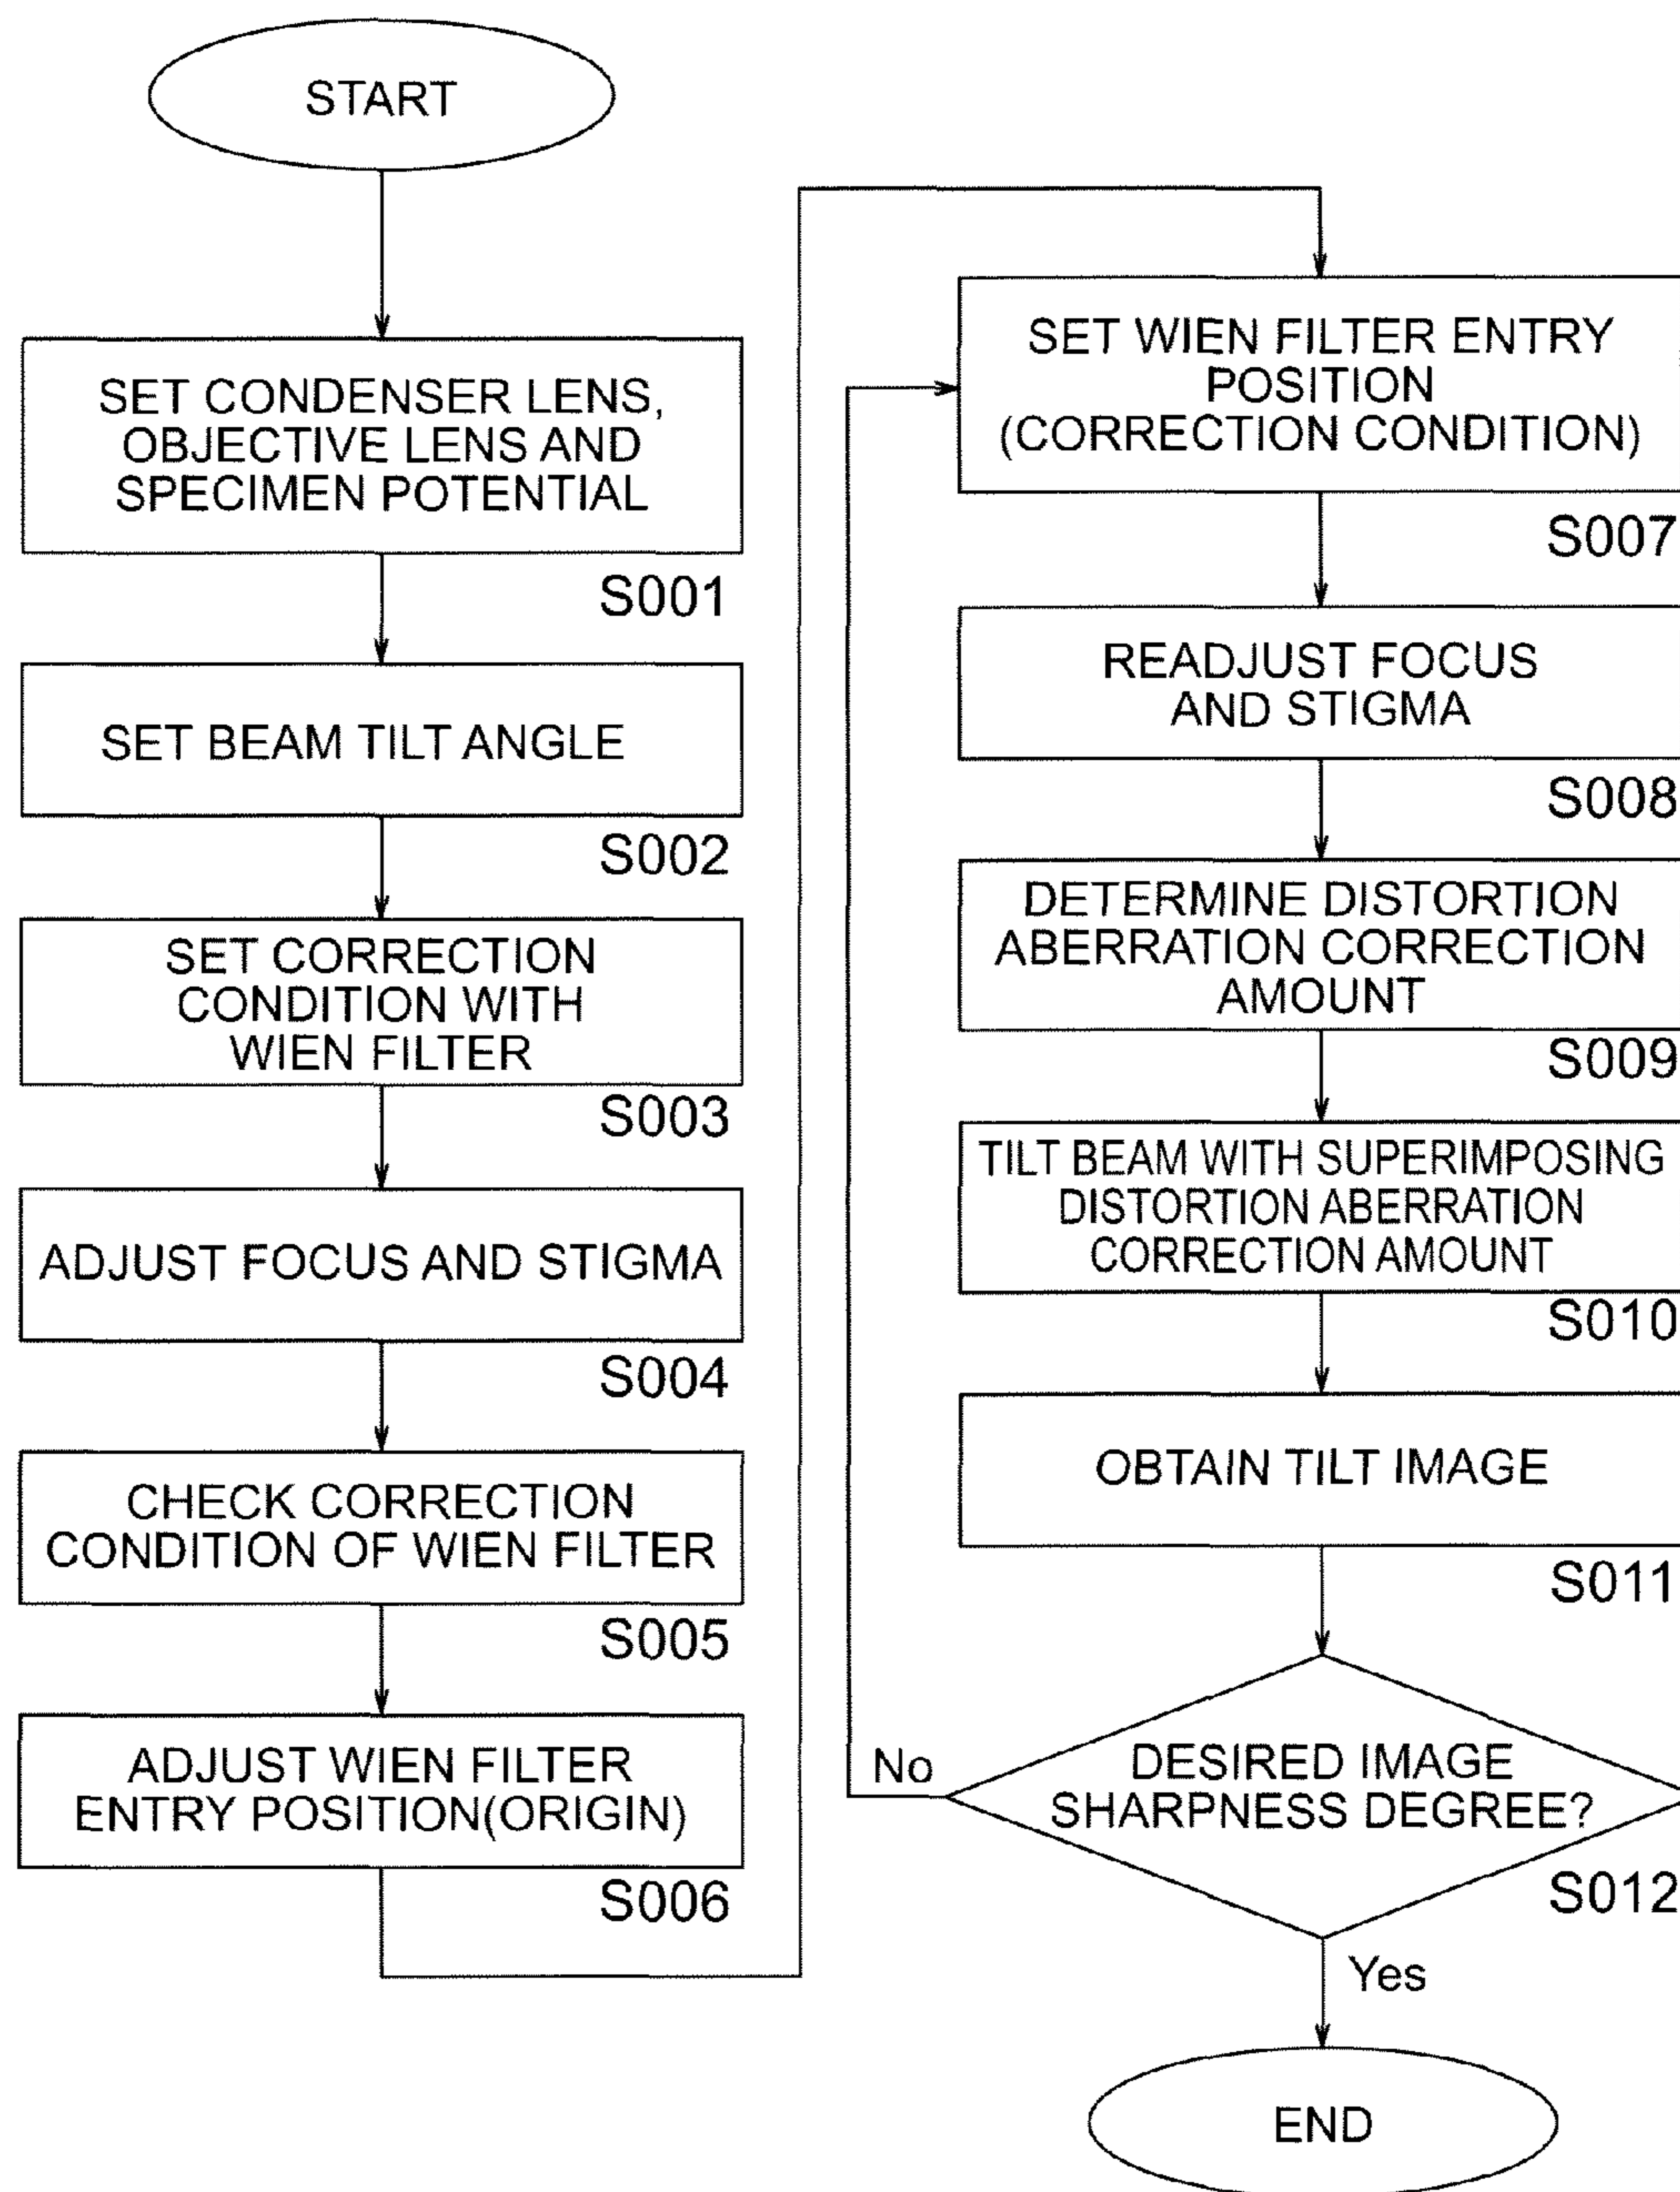 START
SET CONDENSER LENS,
OBJECTIVE LENS AND
SPECIMEN POTENTIAL
S001
SET BEAM TILT ANGLE
S002
SET CORRECTION
CONDITION WITH
WIEN FILTER
S003
ADJUST FOCUS AND STIGMA
S004
CHECK CORRECTION
CONDITION OF WIEN FILTER
S005
ADJUST WIEN FILTER
ENTRY POSITION(ORIGIN)
S006
SET WIEN FILTER ENTRY
POSITION
(CORRECTION CONDITION)
S007
READJUST FOCUS
AND STIGMA
S008
DETERMINE DISTORTION
ABERRATION CORRECTION
AMOUNT
S009
TILT BEAM WITH SUPERIMPOSING
DISTORTION ABERRATION
CORRECTION AMOUNT
S010
OBTAIN TILT IMAGE
S011
DESIRED IMAGE
SHARPNESS DEGREE?
No
S012
Yes
END